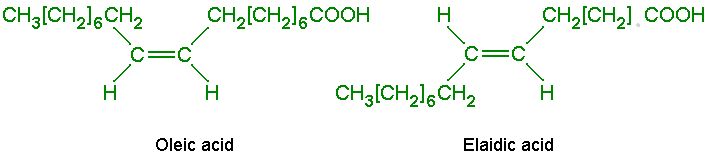 CH3[CH2]6CH2 CH2[CH2]6COOH H CH2[CH2] COOH
C=C C=C
H H CH3[CH2]6CH2 H
Oleic acid Elaidic acid